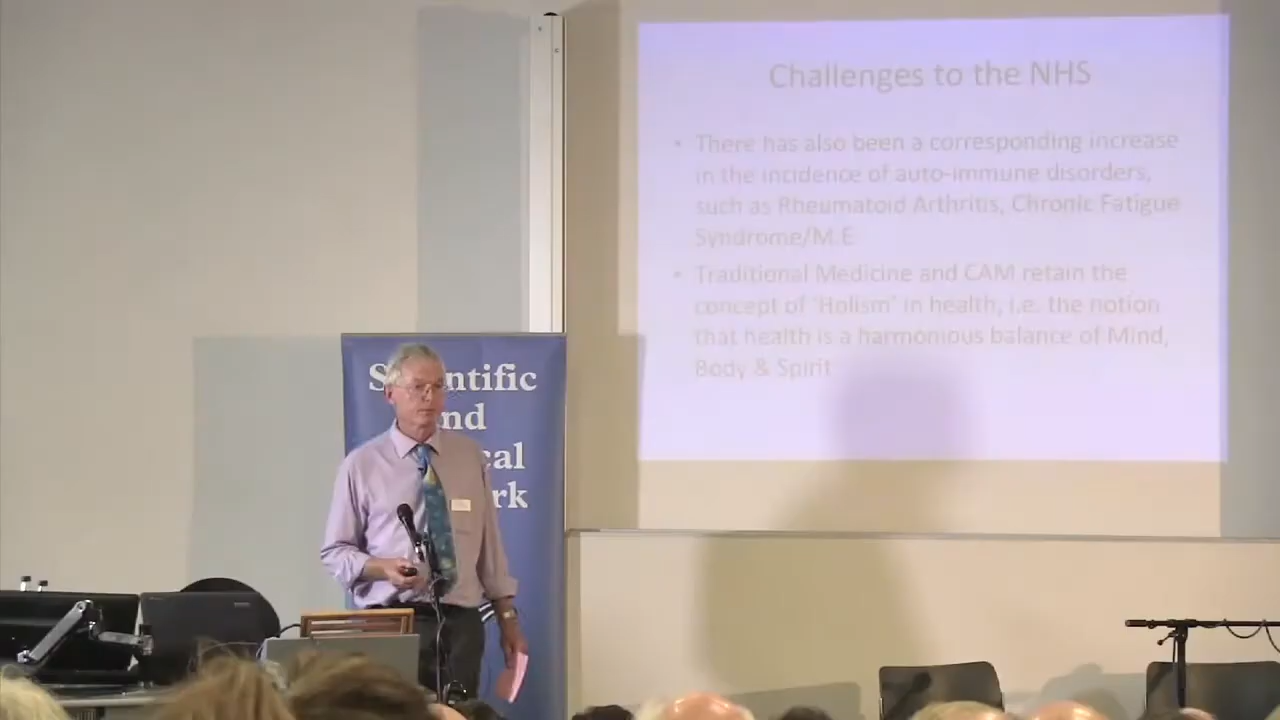 Challenges to the NHS
• There has also been a corresponding increase
in the incidence of auto-immune disorders,
such as Rheumatoid Arthritis, Chronic Fatigue
Syndrome/M.E
• Traditional Medicine and CAM retain the
concept of 'Holism' in health, i.e. the notion
that health is a harmonious balance of Mind,
Body & Spirit
S ntific
nd
cal
rk